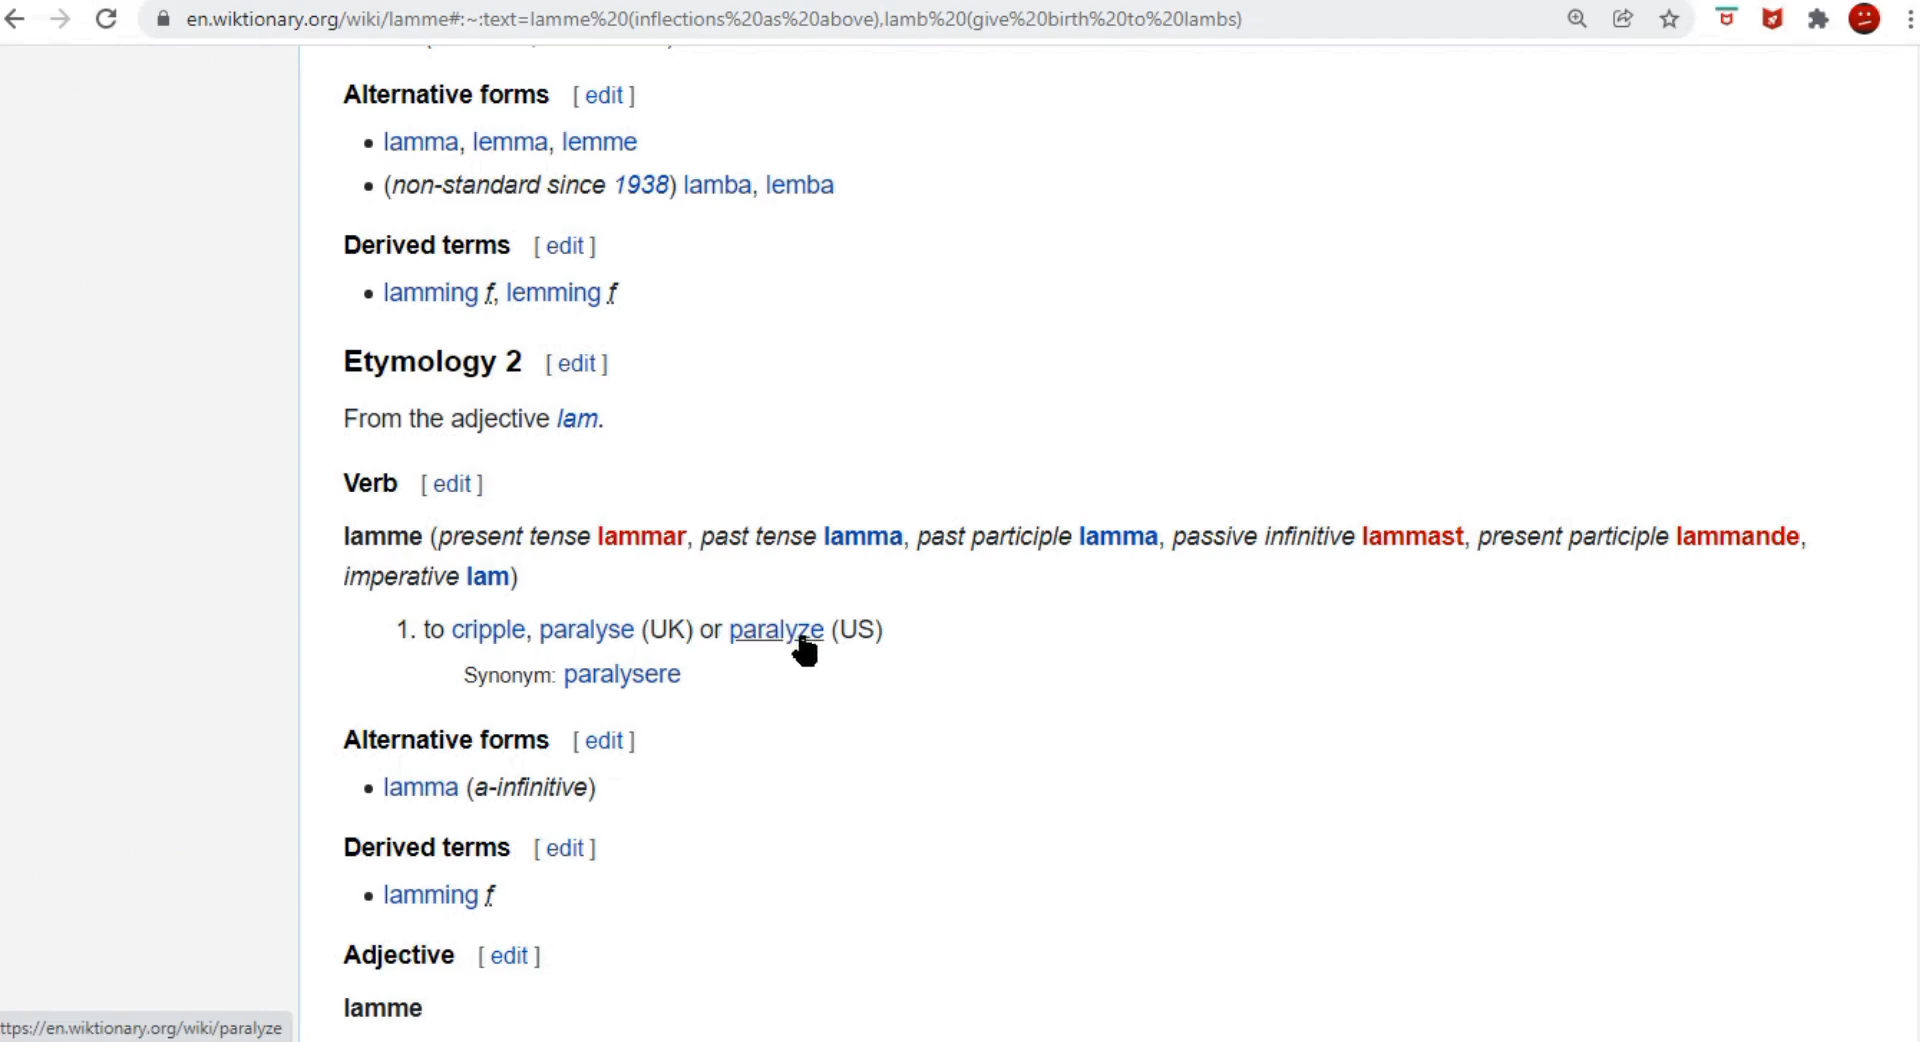 en.wiktionary.org/wiki/lamme#:~:text=lamme%20(inflections%20as%20above),lamb%20(give%20birth%20to%20lambs)
Alternative forms [ edit ]
• lamma, lemma, lemme
• (non-standard since 1938) lamba, lemba
Derived terms [ edit ]
• lamming f, lemming f
Etymology 2 [ edit ]
From the adjective lam.
Verb [ edit ]
lamme (present tense lammar, past tense lamma, past participle lamma, passive infinitive lammast, present participle lammande,
imperative lam)
1. to cripple, paralyse (UK) or paralyze (US)
Synonym: paralysere
Alternative forms [ edit ]
• lamma (a-infinitive)
Derived terms [ edit ]
• lamming f
Adjective [ edit ]
lamme
ttps://en.wiktionary.org/wiki/paralyze